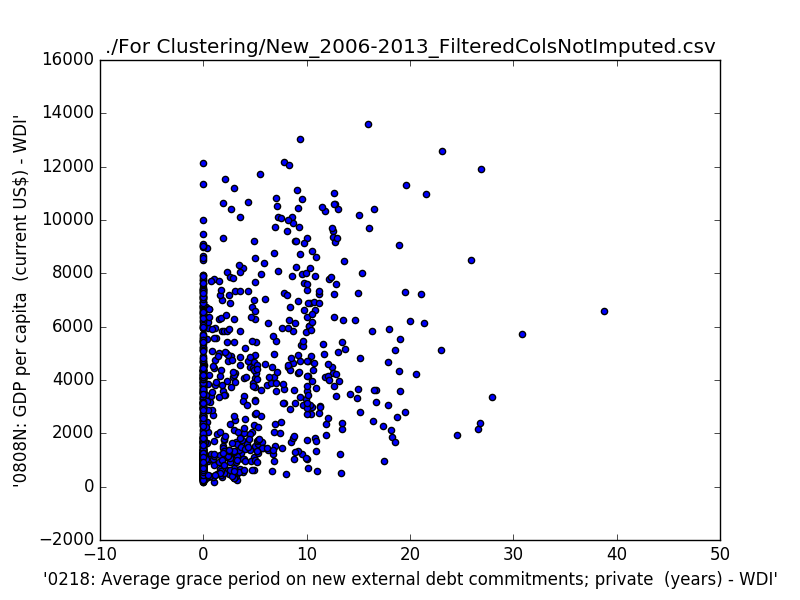 ./For Clustering/New_2006-2013_FilteredColsNotImputed.csv
16000
14000
12000
10000
8000
6000
4000
2000
0
−2000
'0808N: GDP per capita  (current US$) - WDI'
−10 0 10 20 30 40 50
'0218: Average grace period on new external debt commitments; private  (years) - WDI'